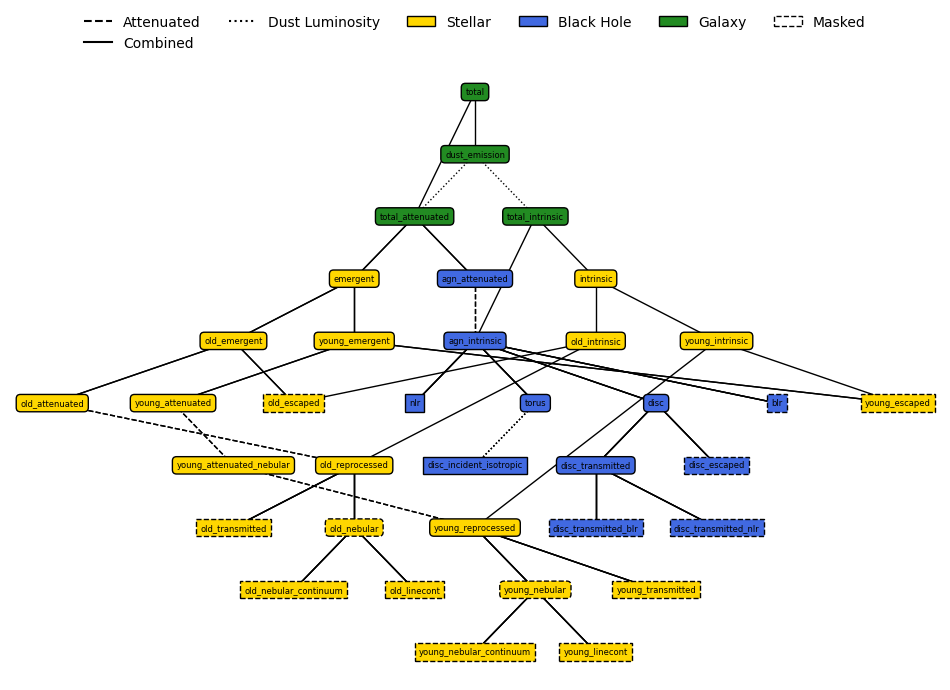 Attenuated Dust Luminosity Stellar Black Hole Galaxy Masked
Combined
total
dust_emission
total_attenuated total_intrinsic
emergent agn_attenuated intrinsic
old_emergent young_emergent agn_intrinsic old_intrinsic young_intrinsic
old_attenuated young_attenuated old_escaped nlr torus disc blr young_escaped
young_attenuated_nebular old_reprocessed disc_incident_isotropic disc_transmitted disc_escaped
old_transmitted old_nebular young_reprocessed disc_transmitted_blr disc_transmitted_nlr
old_nebular_continuum old_linecont young_nebular young_transmitted
young_nebular_continuum young_linecont